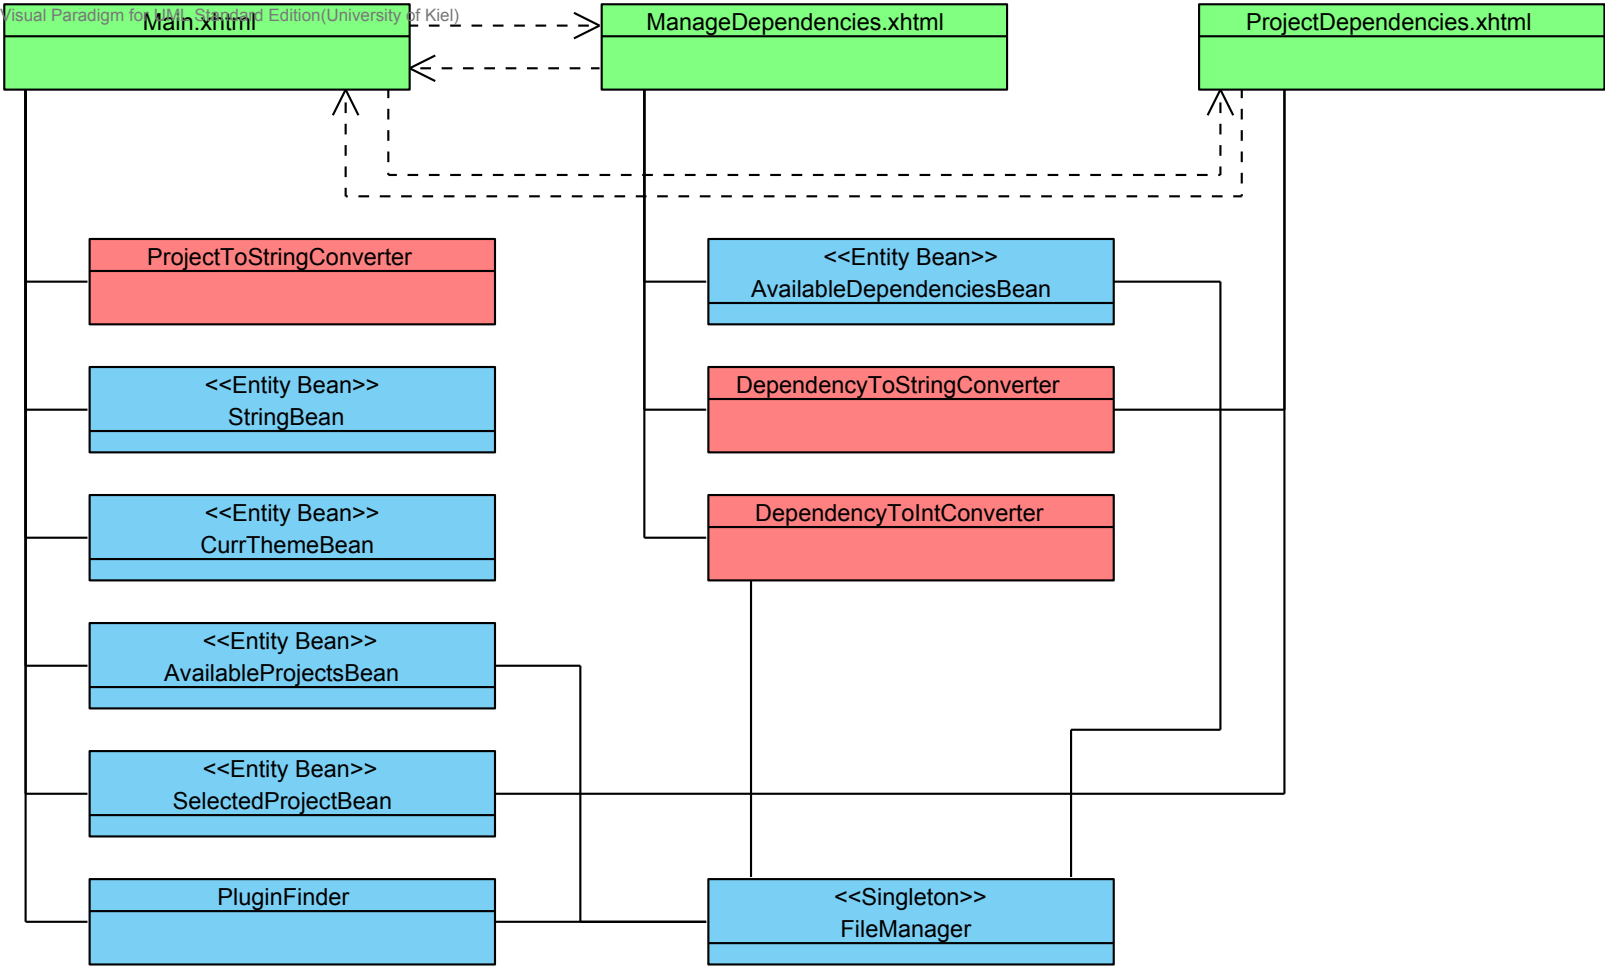 Visual Paradigm for UML Standard Edition(University of Kiel)
Main.xhtml
ManageDependencies.xhtml
ProjectDependencies.xhtml
ProjectToStringConverter
<<Entity Bean>>
AvailableDependenciesBean
<<Entity Bean>>
StringBean
DependencyToStringConverter
<<Entity Bean>>
CurrThemeBean
DependencyToIntConverter
<<Entity Bean>>
AvailableProjectsBean
<<Entity Bean>>
SelectedProjectBean
PluginFinder
<<Singleton>>
FileManager